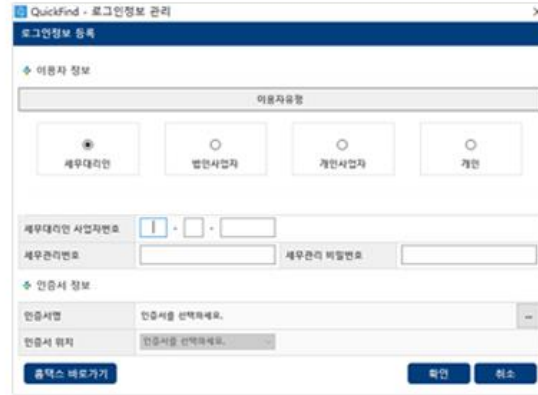 QuickFind - 로그인정보 관리
로그인정보 등록
이용자 정보
이용자유형
세무대리인 법인사업자 개인사업자 개인
세무대리인 사업자번호 - -
세무관리번호 세무관리 비밀번호
인증서 정보
인증서명 인증서를 선택하세요. ...
인증서 위치 인증서를 선택하세요.
홈택스 바로가기 확인 취소